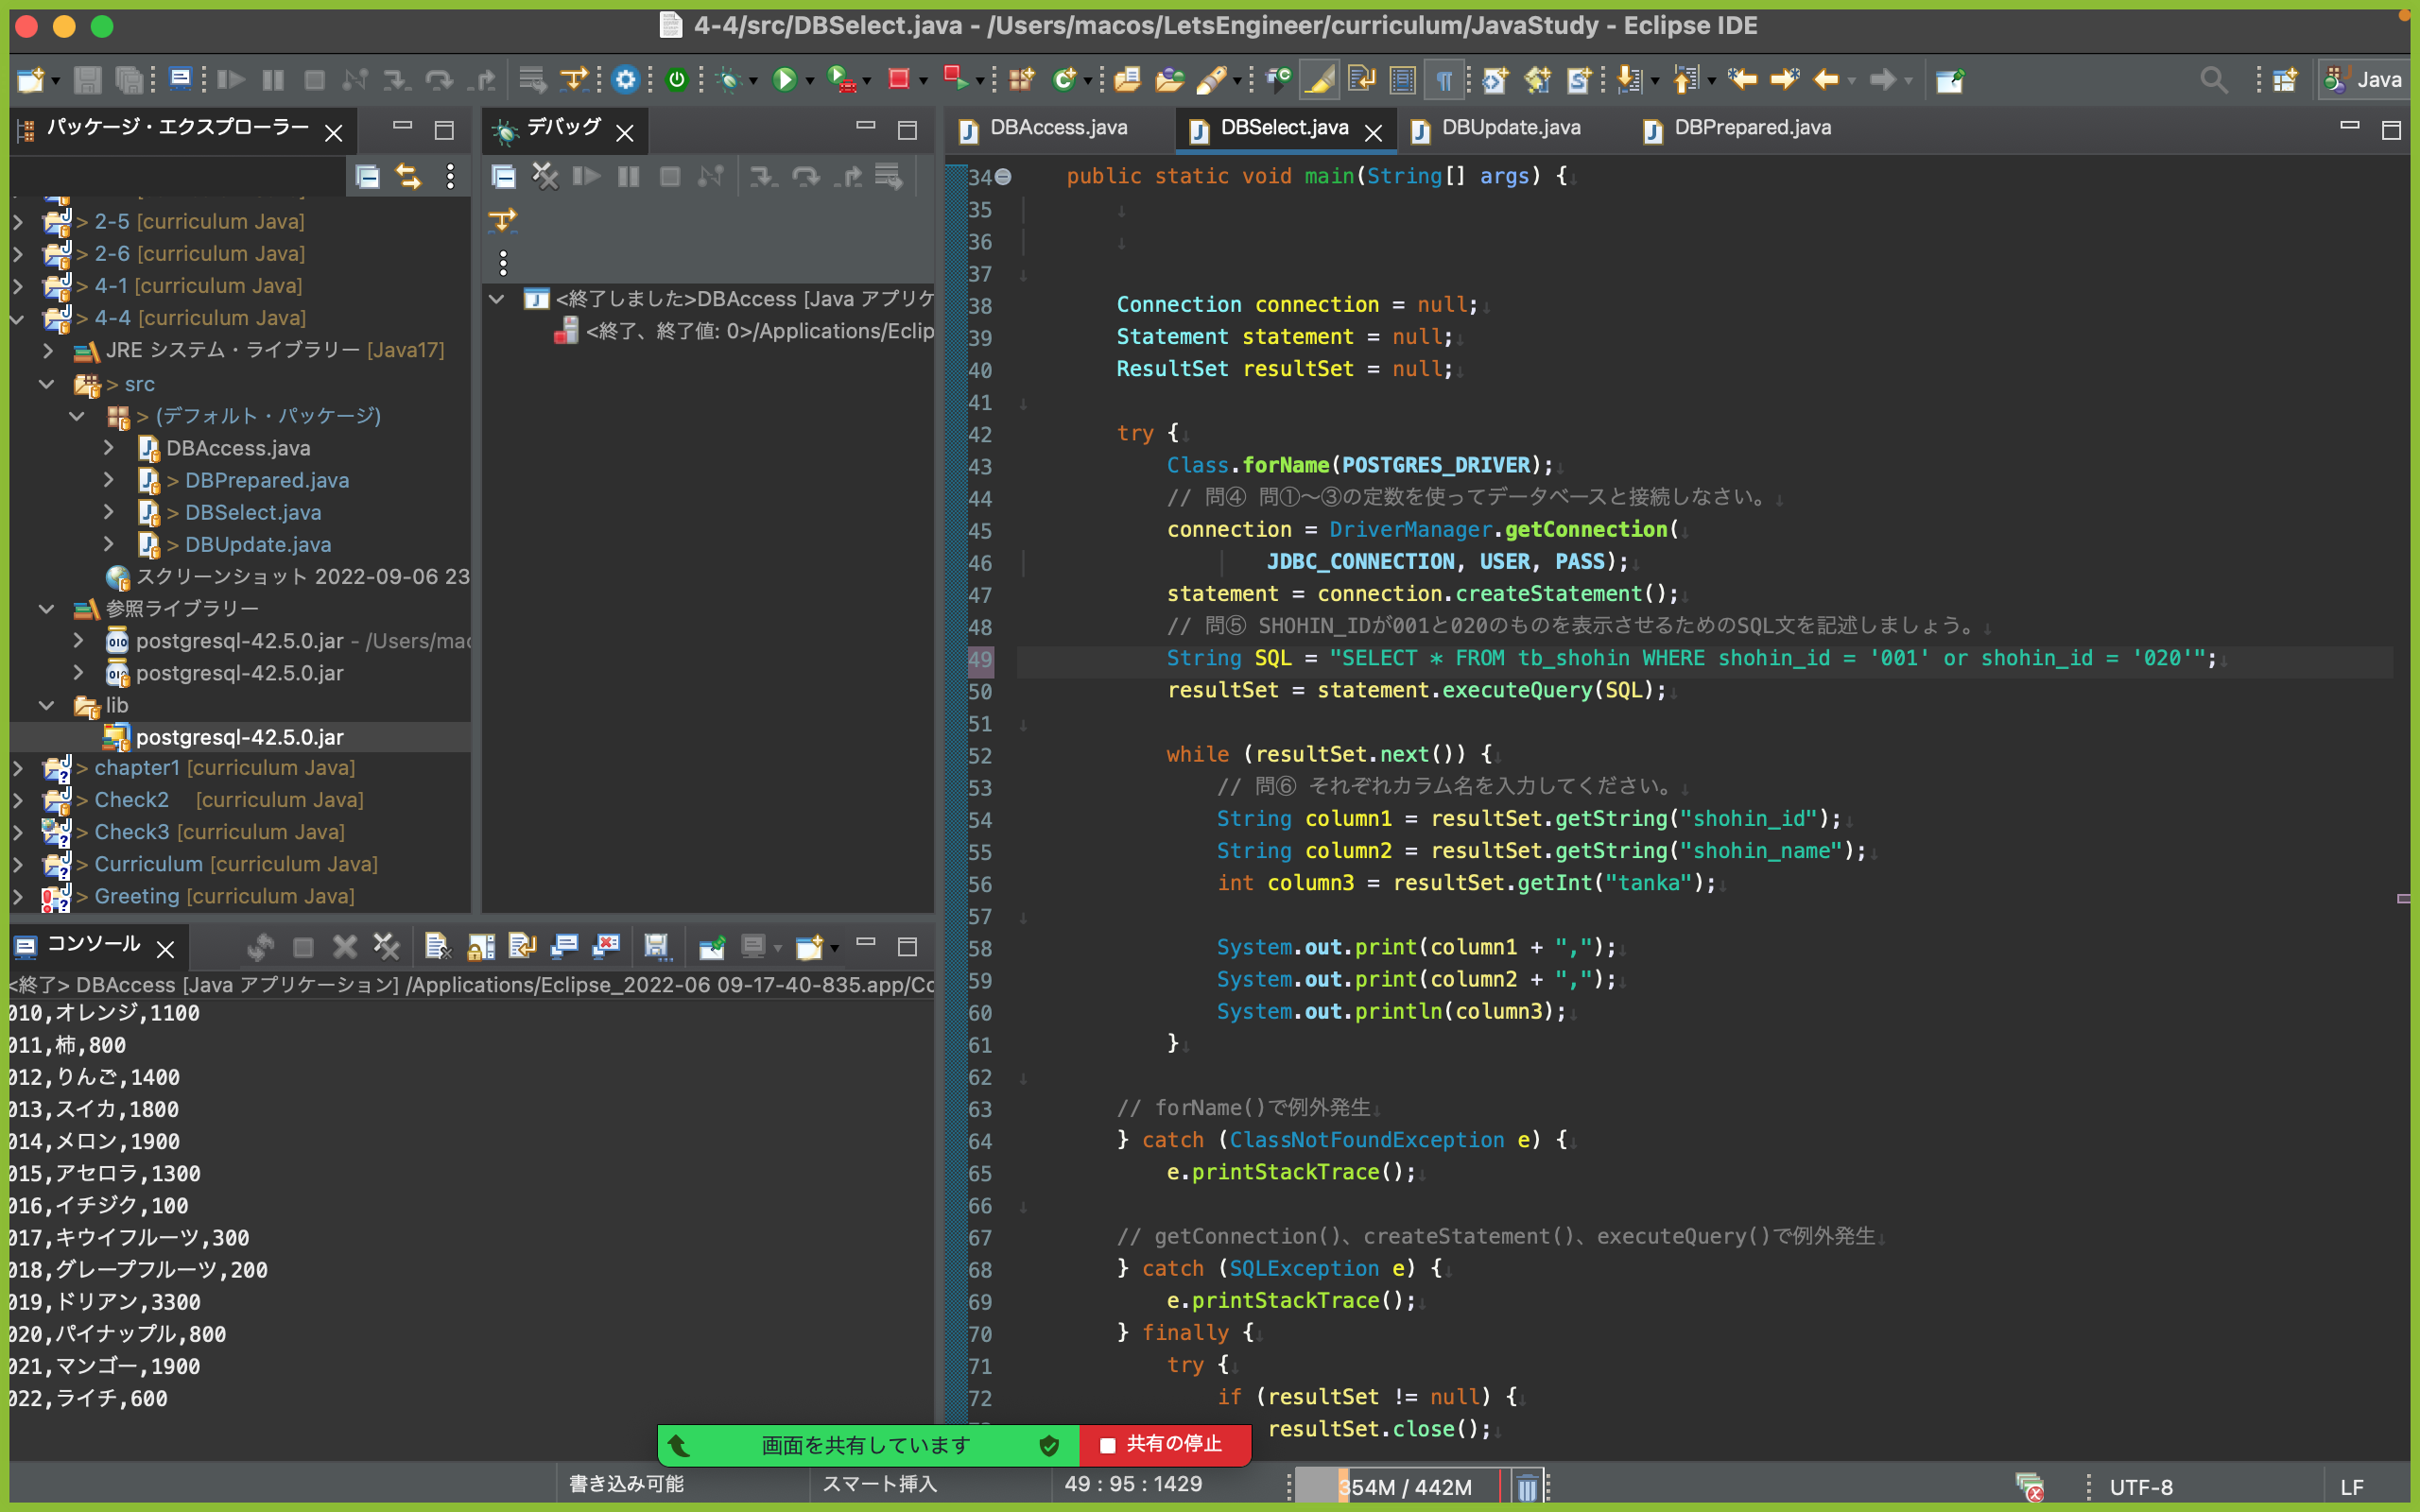 4-4/src/DBSelect.java - /Users/macos/LetsEngineer/curriculum/JavaStudy - Eclipse IDE
Java
パッケージ・エクスプローラー
> 2-5 [curriculum Java]
> 2-6 [curriculum Java]
> 4-1 [curriculum Java]
> 4-4 [curriculum Java]
JRE システム・ライブラリー [Java17]
> src
> (デフォルト・パッケージ)
DBAccess.java
> DBPrepared.java
> DBSelect.java
> DBUpdate.java
スクリーンショット 2022-09-06 23
参照ライブラリー
postgresql-42.5.0.jar - /Users/mac
postgresql-42.5.0.jar
lib
postgresql-42.5.0.jar
> chapter1 [curriculum Java]
> Check2 [curriculum Java]
> Check3 [curriculum Java]
> Curriculum [curriculum Java]
> Greeting [curriculum Java]
デバッグ
<終了しました>DBAccess [Java アプリケ
<終了、終了値: 0>/Applications/Eclip
コンソール
<終了> DBAccess [Java アプリケーション] /Applications/Eclipse_2022-06 09-17-40-835.app/Co
010,オレンジ,1100
011,柿,800
012,りんご,1400
013,スイカ,1800
014,メロン,1900
015,アセロラ,1300
016,イチジク,100
017,キウイフルーツ,300
018,グレープフルーツ,200
019,ドリアン,3300
020,パイナップル,800
021,マンゴー,1900
022,ライチ,600
DBAccess.java DBSelect.java DBUpdate.java DBPrepared.java
34 public static void main(String[] args) {
35
36
37
38 Connection connection = null;
39 Statement statement = null;
40 ResultSet resultSet = null;
41
42 try {
43 Class.forName(POSTGRES_DRIVER);
44 // 問④ 問①〜③の定数を使ってデータベースと接続しなさい。
45 connection = DriverManager.getConnection(
46 JDBC_CONNECTION, USER, PASS);
47 statement = connection.createStatement();
48 // 問⑤ SHOHIN_IDが001と020のものを表示させるためのSQL文を記述しましょう。
49 String SQL = "SELECT * FROM tb_shohin WHERE shohin_id = '001' or shohin_id = '020'";
50 resultSet = statement.executeQuery(SQL);
51
52 while (resultSet.next()) {
53 // 問⑥ それぞれカラム名を入力してください。
54 String column1 = resultSet.getString("shohin_id");
55 String column2 = resultSet.getString("shohin_name");
56 int column3 = resultSet.getInt("tanka");
57
58 System.out.print(column1 + ",");
59 System.out.print(column2 + ",");
60 System.out.println(column3);
61 }
62
63 // forName()で例外発生
64 } catch (ClassNotFoundException e) {
65 e.printStackTrace();
66
67 // getConnection()、createStatement()、executeQuery()で例外発生
68 } catch (SQLException e) {
69 e.printStackTrace();
70 } finally {
71 try {
72 if (resultSet != null) {
resultSet.close();
画面を共有しています 共有の停止
書き込み可能 スマート挿入 49 : 95 : 1429 354M / 442M UTF-8 LF